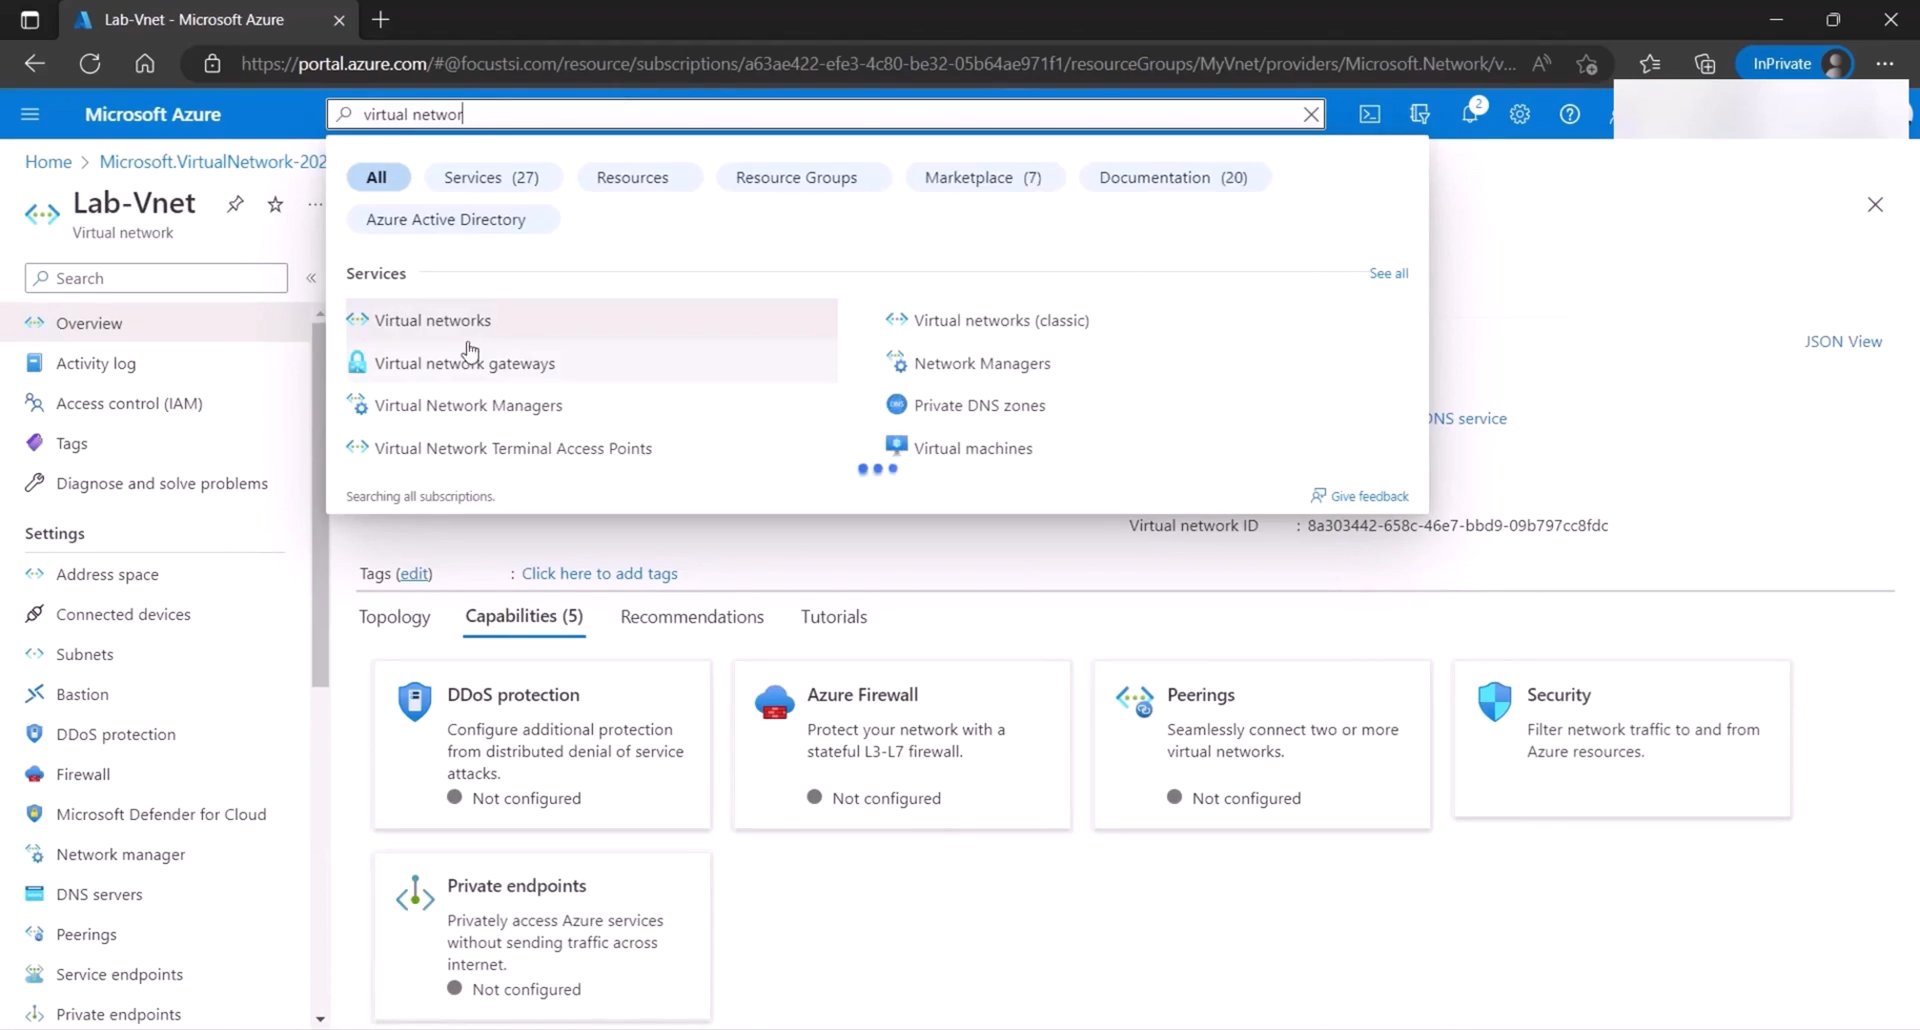 Lab-Vnet - Microsoft Azure
https://portal.azure.com/#@focustsi.com/resource/subscriptions/a63ae422-efe3-4c80-be32-05b64ae971f1/resourceGroups/MyVnet/providers/Microsoft.Network/v...
InPrivate
Microsoft Azure
virtual networ
2
Home > Microsoft.VirtualNetwork-202
Lab-Vnet
Virtual network
Search
Overview
Activity log
Access control (IAM)
Tags
Diagnose and solve problems
Settings
Address space
Connected devices
Subnets
Bastion
DDoS protection
Firewall
Microsoft Defender for Cloud
Network manager
DNS servers
Peerings
Service endpoints
Private endpoints
All
Services (27)
Resources
Resource Groups
Marketplace (7)
Documentation (20)
Azure Active Directory
Services
See all
Virtual networks
Virtual networks (classic)
Virtual network gateways
Network Managers
Virtual Network Managers
Private DNS zones
Virtual Network Terminal Access Points
Virtual machines
Searching all subscriptions.
Give feedback
JSON View
DNS service
Virtual network ID : 8a303442-658c-46e7-bbd9-09b797cc8fdc
Tags (edit) : Click here to add tags
Topology
Capabilities (5)
Recommendations
Tutorials
DDoS protection
Configure additional protection
from distributed denial of service
attacks.
Not configured
Azure Firewall
Protect your network with a
stateful L3-L7 firewall.
Not configured
Peerings
Seamlessly connect two or more
virtual networks.
Not configured
Security
Filter network traffic to and from
Azure resources.
Private endpoints
Privately access Azure services
without sending traffic across
internet.
Not configured